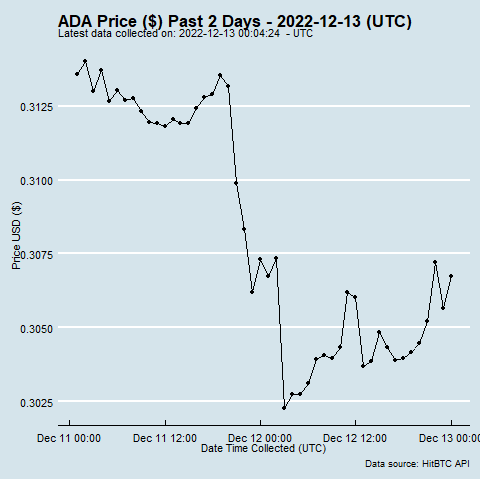 ADA Price ($) Past 2 Days - 2022-12-13 (UTC)
Latest data collected on: 2022-12-13 00:04:24 - UTC
0.3125
0.3100
0.3075
0.3050
0.3025
Price USD ($)
Dec 11 00:00 Dec 11 12:00 Dec 12 00:00 Dec 12 12:00 Dec 13 00:00
Date Time Collected (UTC)
Data source: HitBTC API